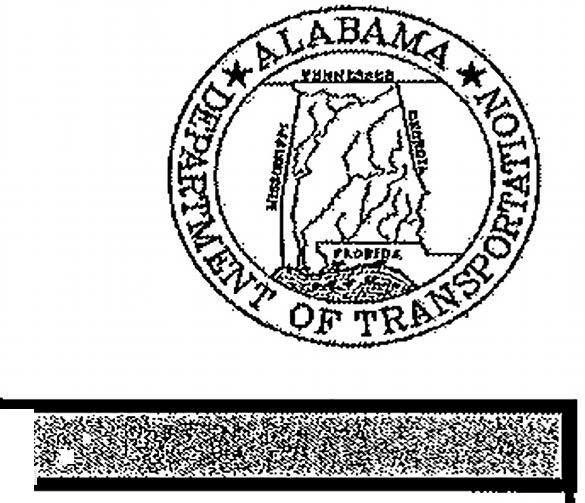 ALABAMA
DEPARTMENT OF TRANSPORTATION
TENNESSEE
MISSISSIPPI
GEORGIA
FLORIDA